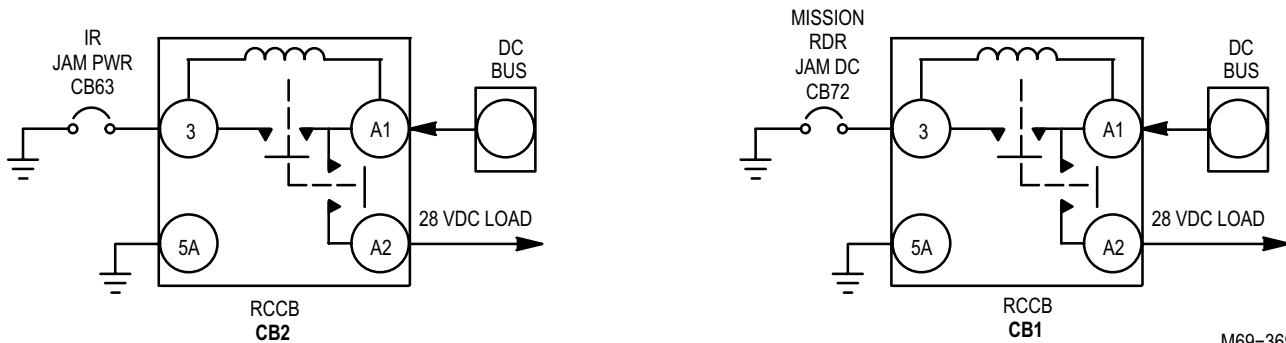 IR
JAM PWR
CB63
3
A1
5A
A2
DC
BUS
28 VDC LOAD
RCCB
CB2
MISSION
RDR
JAM DC
CB72
3
A1
5A
A2
DC
BUS
28 VDC LOAD
RCCB
CB1